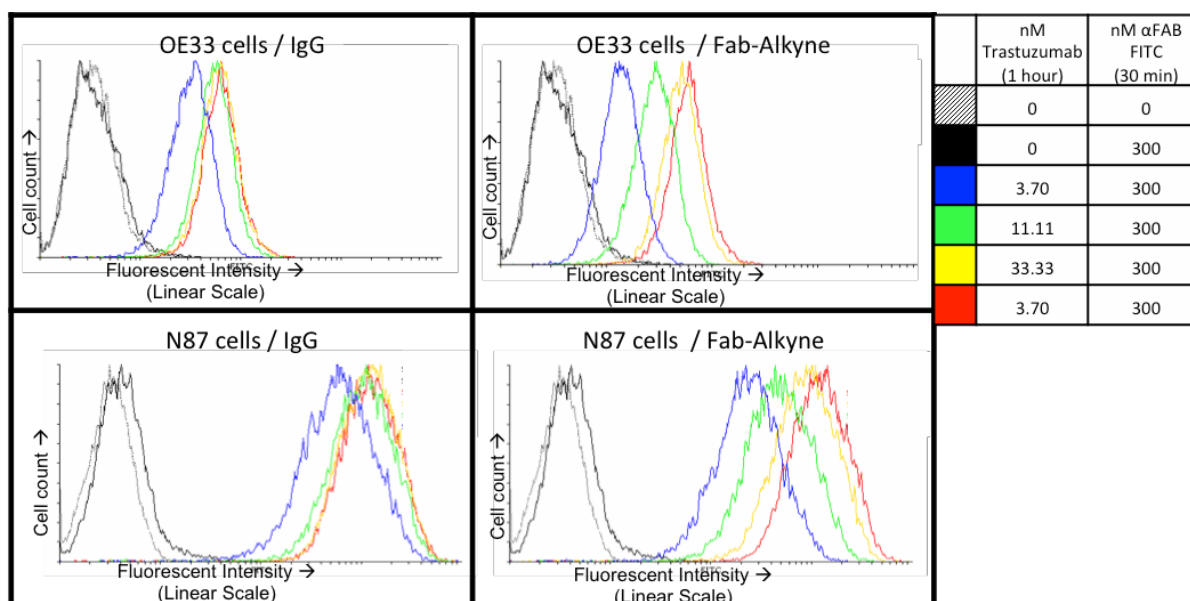 OE33 cells / IgG
Cell count →
Fluorescent Intensity →
(Linear Scale)
OE33 cells / Fab-Alkyne
Cell count →
Fluorescent Intensity →
(Linear Scale)
N87 cells / IgG
Cell count →
Fluorescent Intensity →
(Linear Scale)
N87 cells / Fab-Alkyne
Cell count →
Fluorescent Intensity →
FITC
(Linear Scale)
nM Trastuzumab (1 hour) nM αFAB FITC (30 min)
0 0
0 300
3.70 300
11.11 300
33.33 300
3.70 300